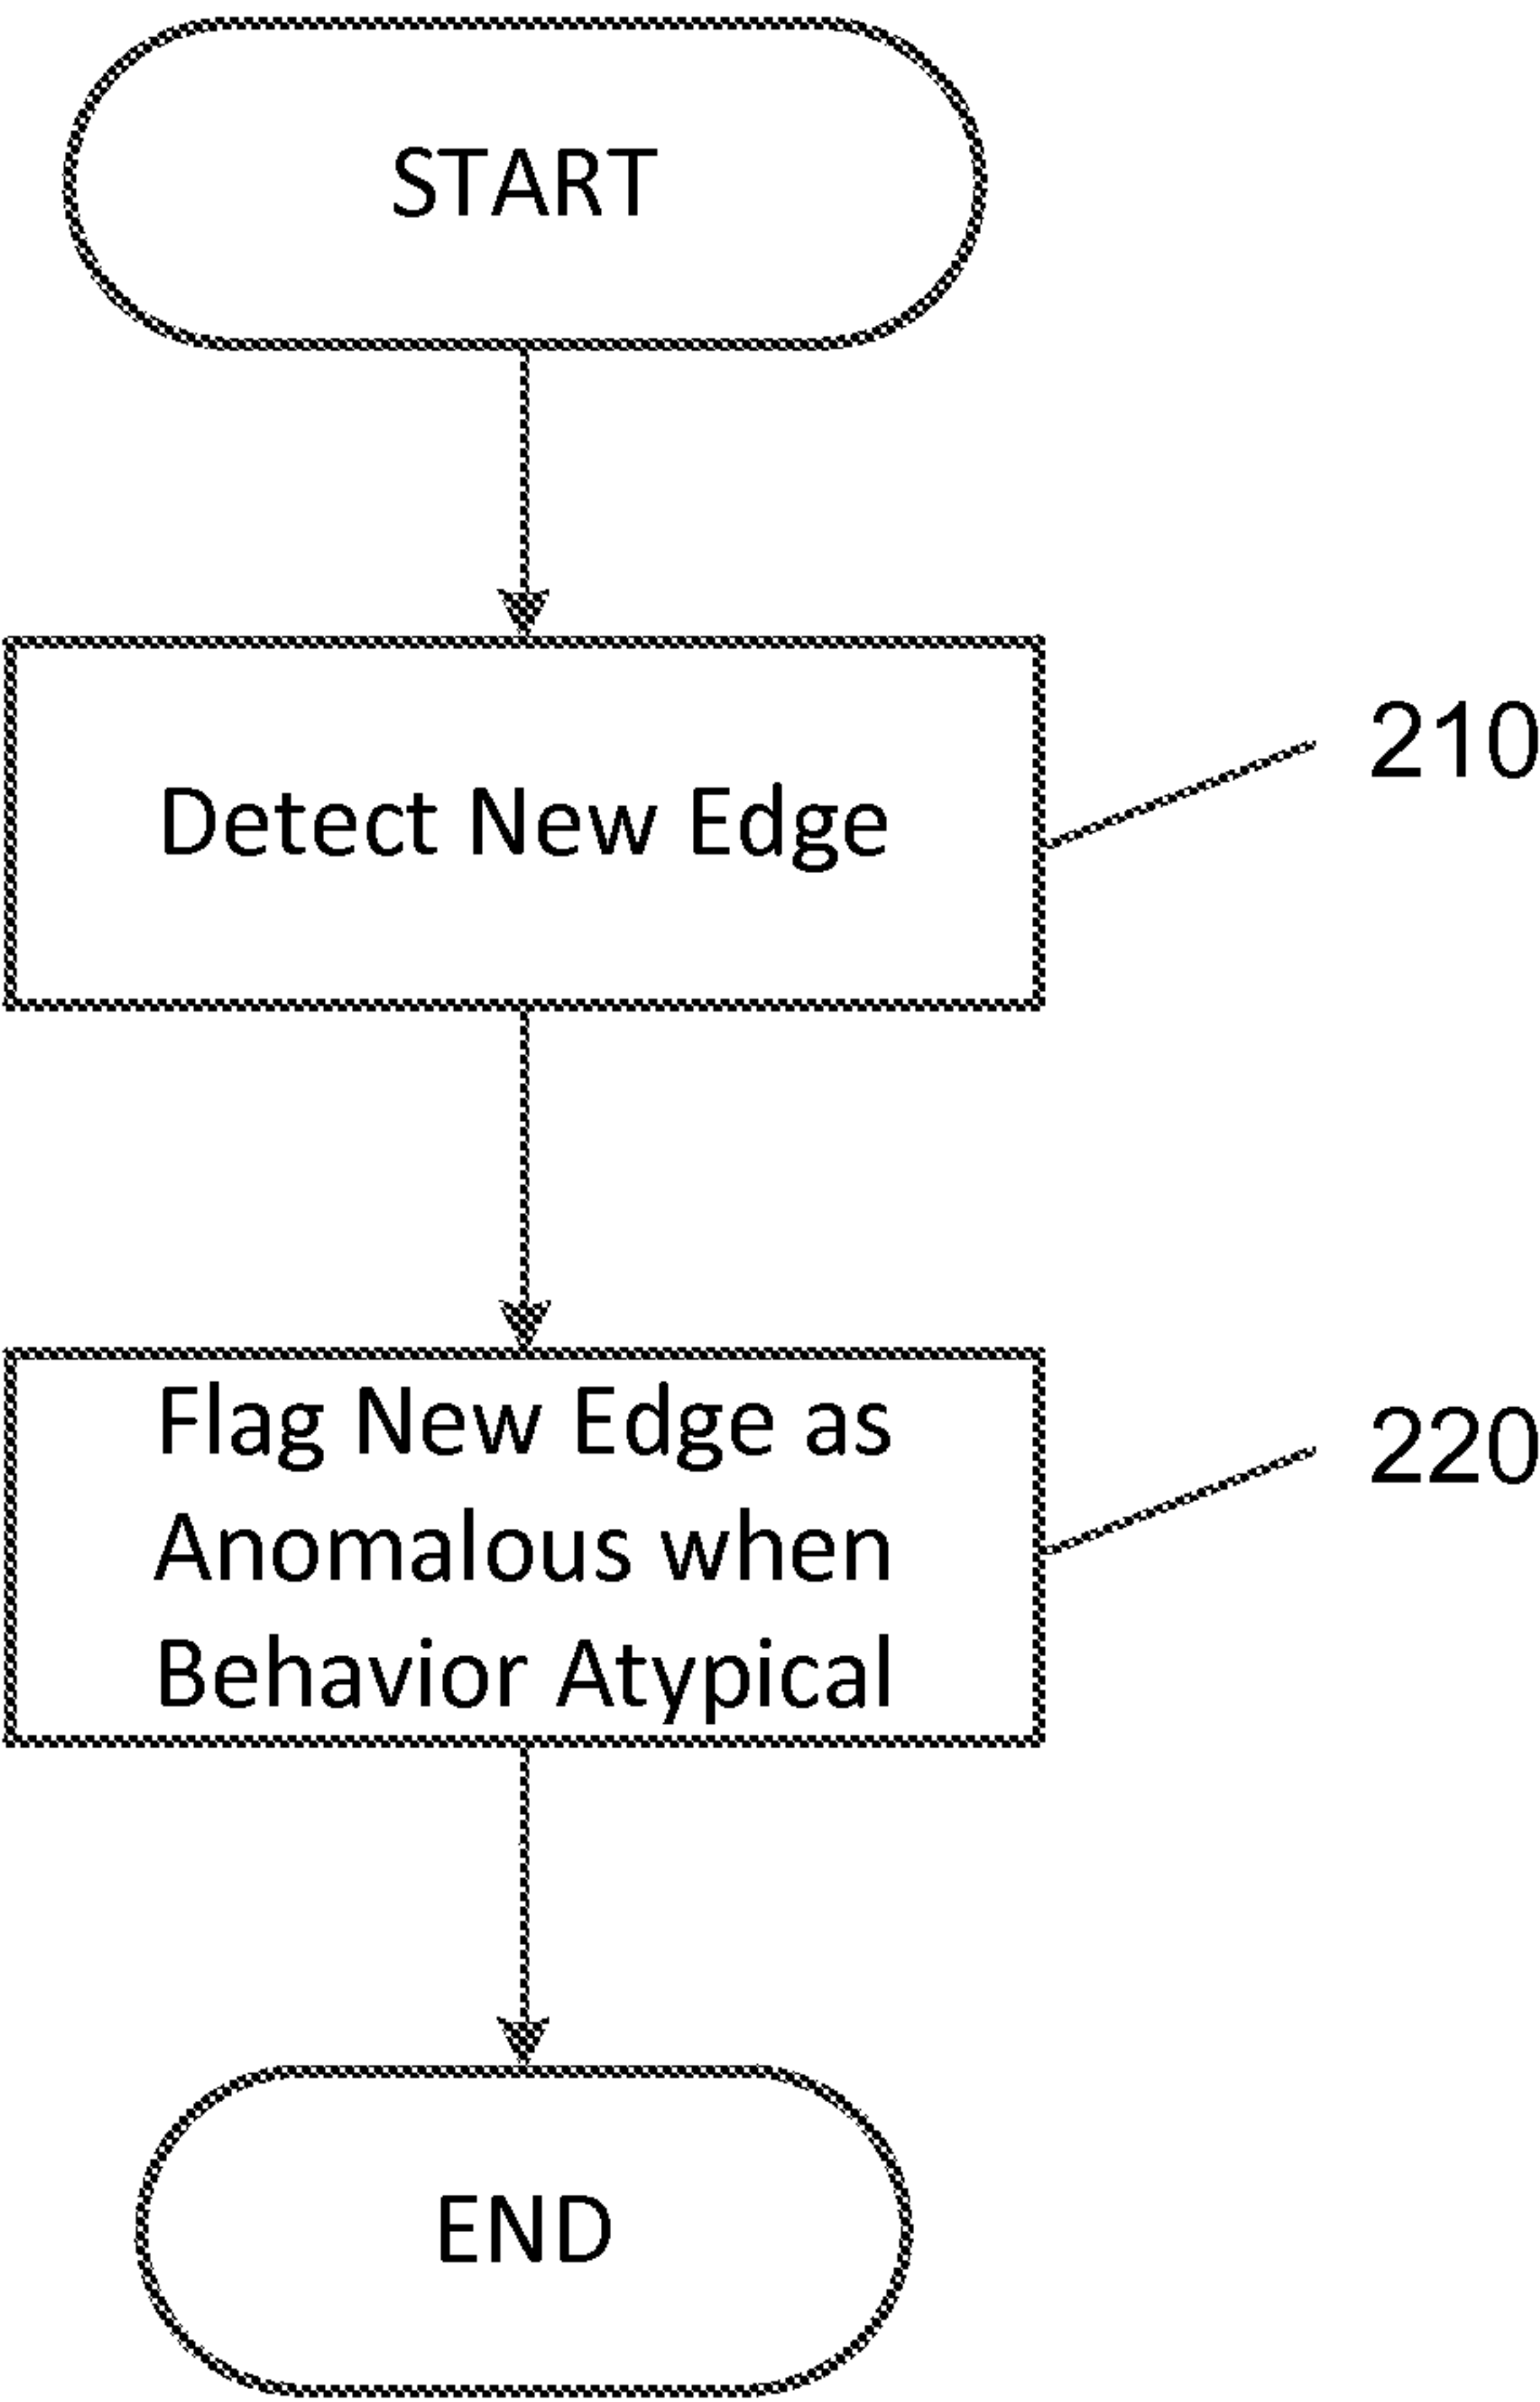 START
Detect New Edge
210
Flag New Edge as
Anomalous when
Behavior Atypical
220
END